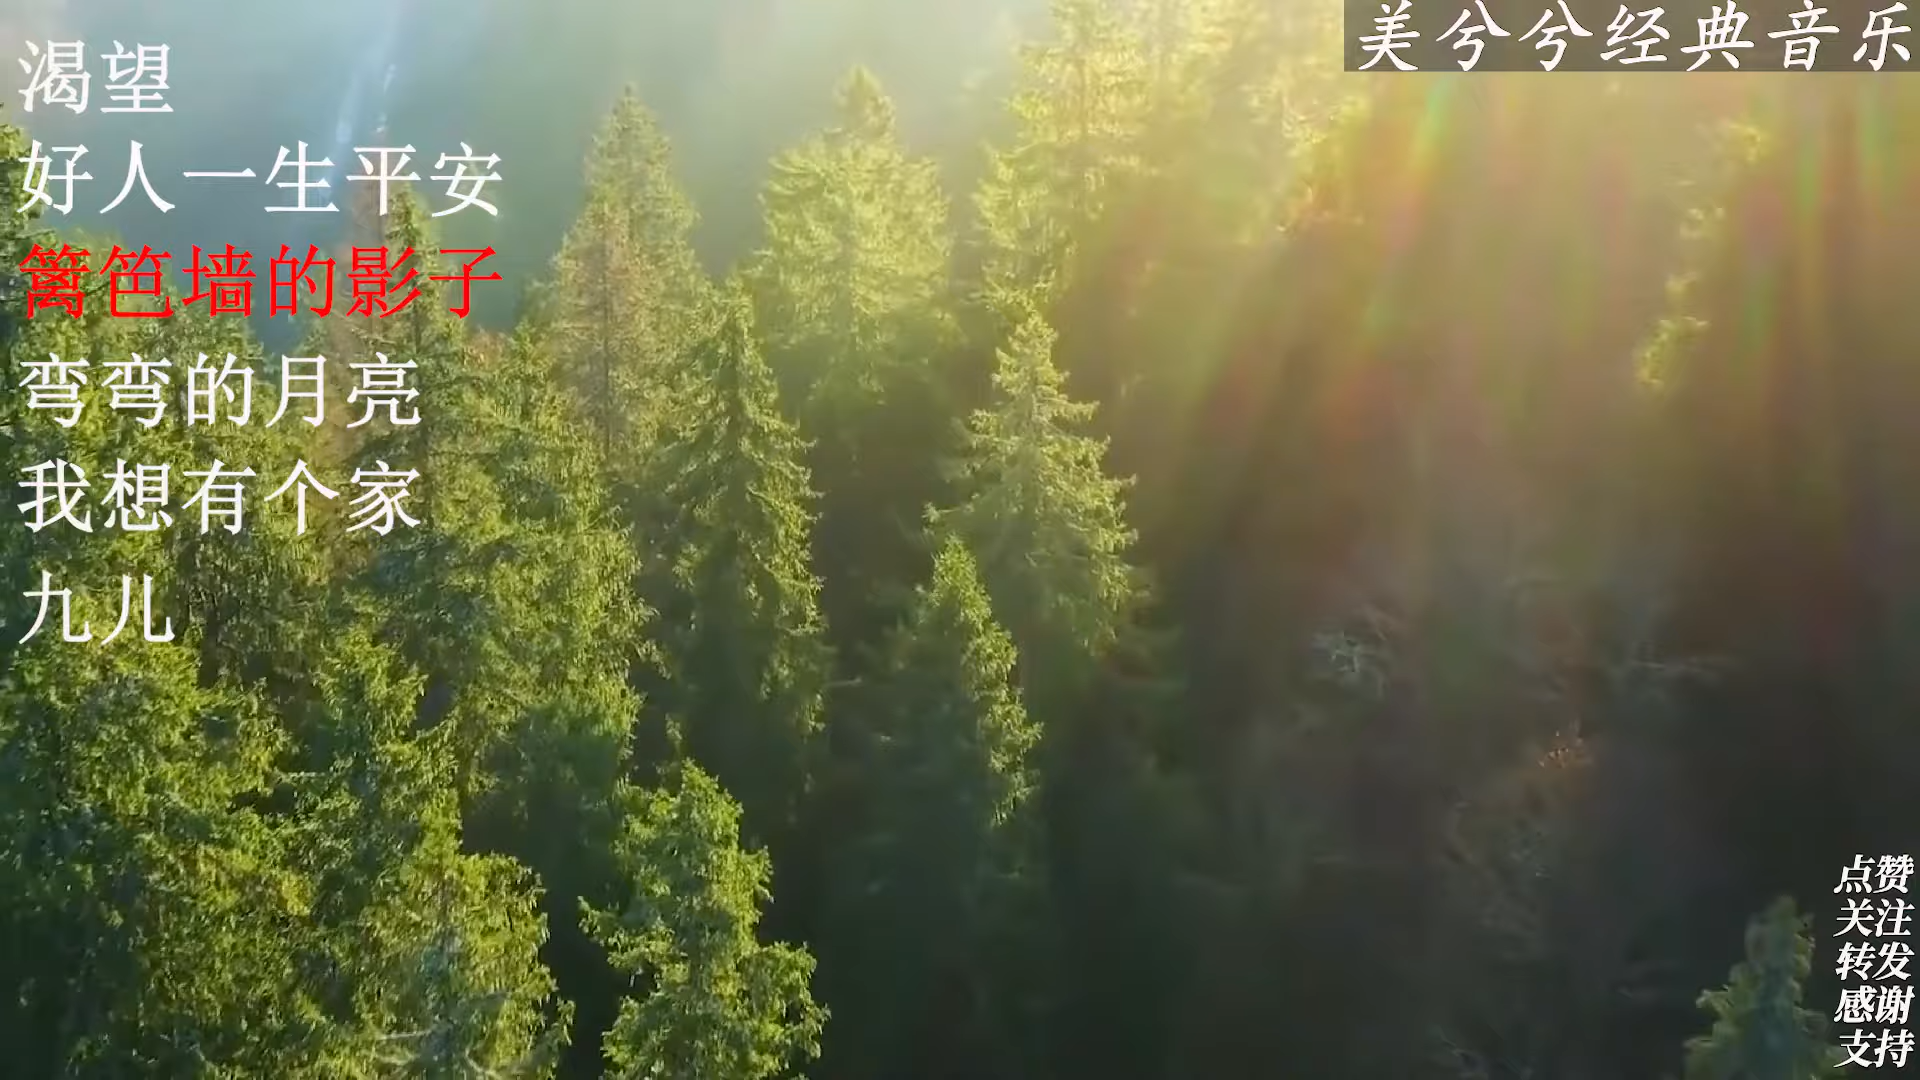 美兮兮经典音乐
渴望
好人一生平安
篱笆墙的影子
弯弯的月亮
我想有个家
九儿
点赞
关注
转发
感谢
支持